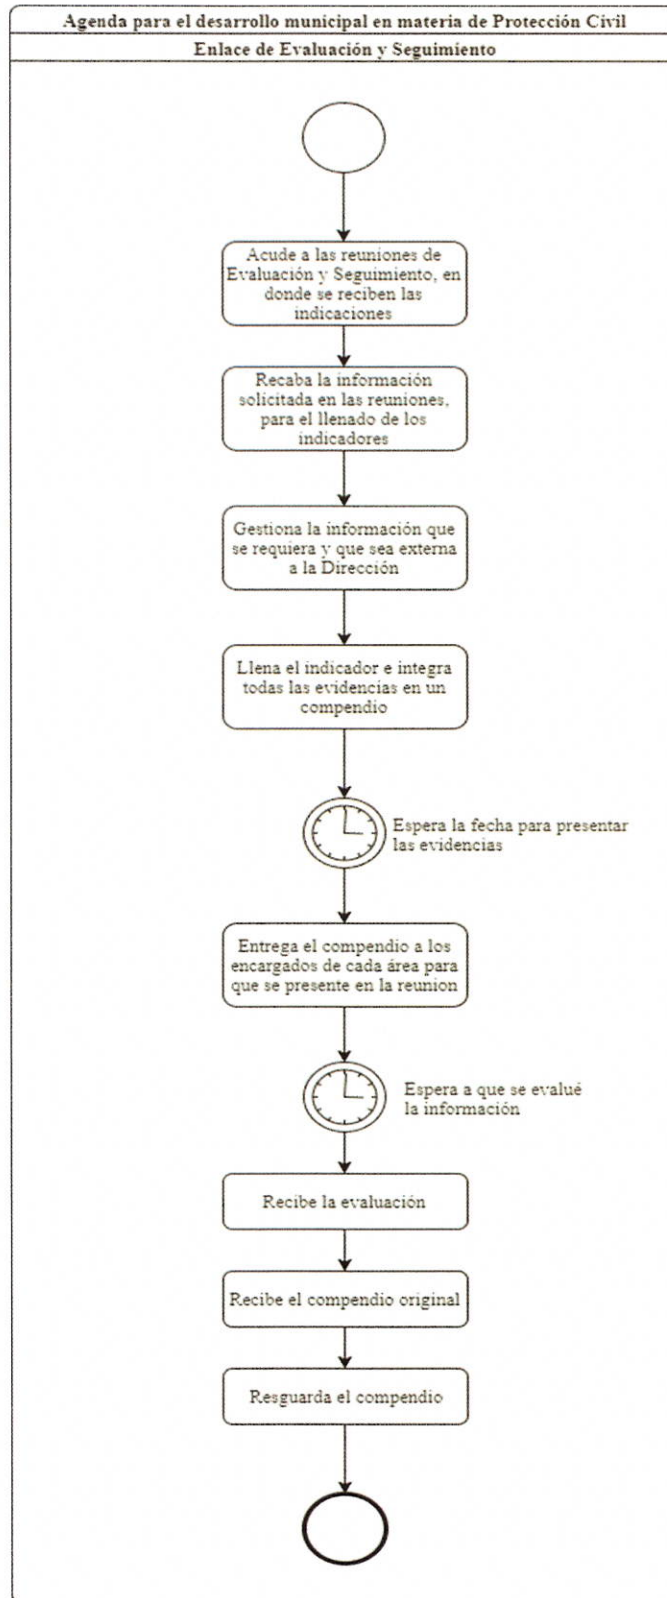 Agenda para el desarrollo municipal en materia de Protección Civil
Enlace de Evaluación y Seguimiento
Acude a las reuniones de
Evaluación y Seguimiento, en
donde se reciben las
indicaciones
Recaba la información
solicitada en las reuniones,
para el llenado de los
indicadores
Gestiona la información que
se requiera y que sea externa
a la Dirección
Llena el indicador e integra
todas las evidencias en un
compendio
Espera la fecha para presentar
las evidencias
Entrega el compendio a los
encargados de cada área para
que se presente en la reunion
Espera a que se evalué
la información
Recibe la evaluación
Recibe el compendio original
Resguarda el compendio